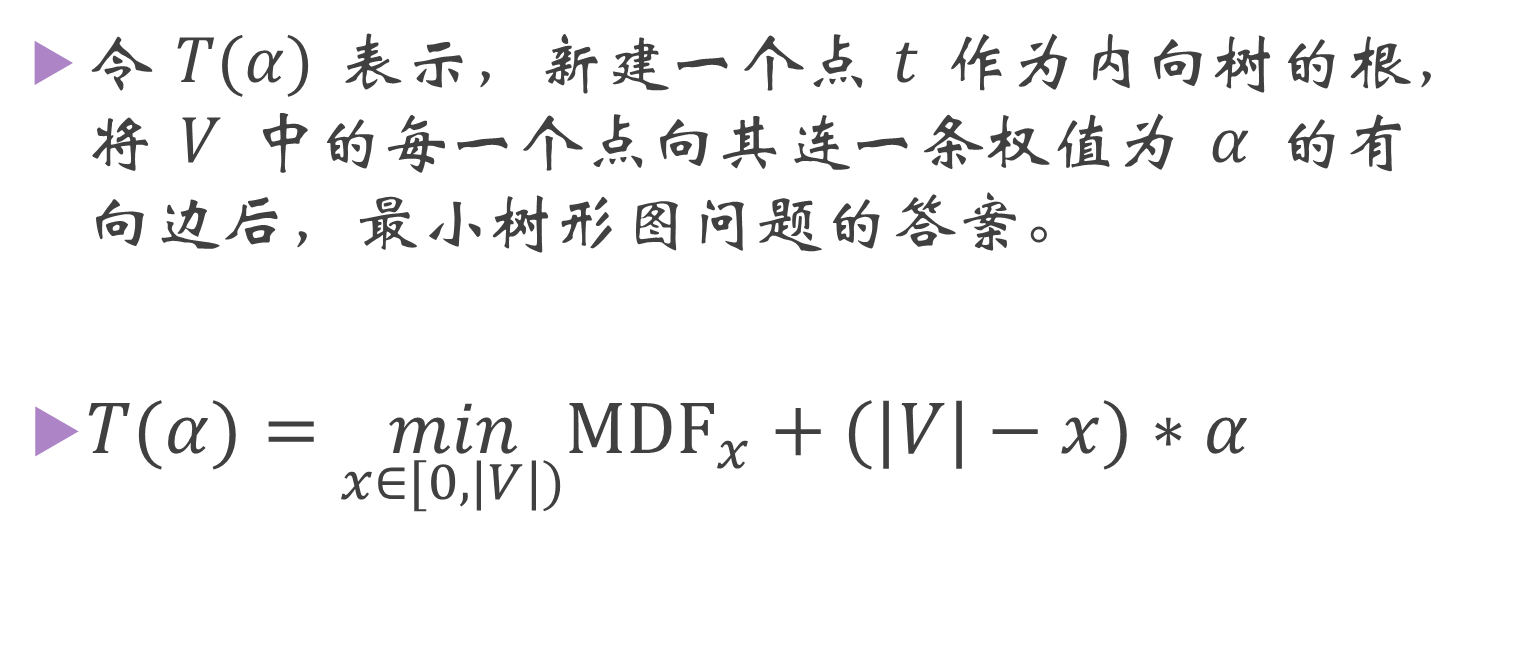 ▶令 T(α) 表示，新建一个点 t 作为内向树的根，
将 V 中的每一个点向其连一条权值为 α 的有
向边后，最小树形图问题的答案。
▶T(α) = min MDFₓ + (|V| − x) * α
x∈[0,|V|)